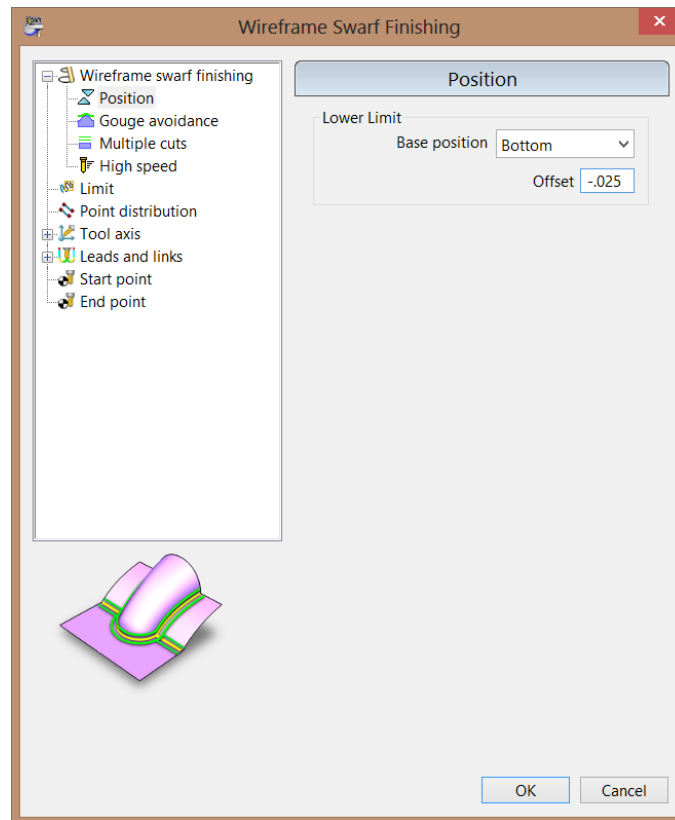 Wireframe Swarf Finishing
Wireframe swarf finishing
Position
Gouge avoidance
Multiple cuts
High speed
Limit
Point distribution
Tool axis
Leads and links
Start point
End point
Position
Lower Limit
Base position Bottom
Offset -.025
OK Cancel